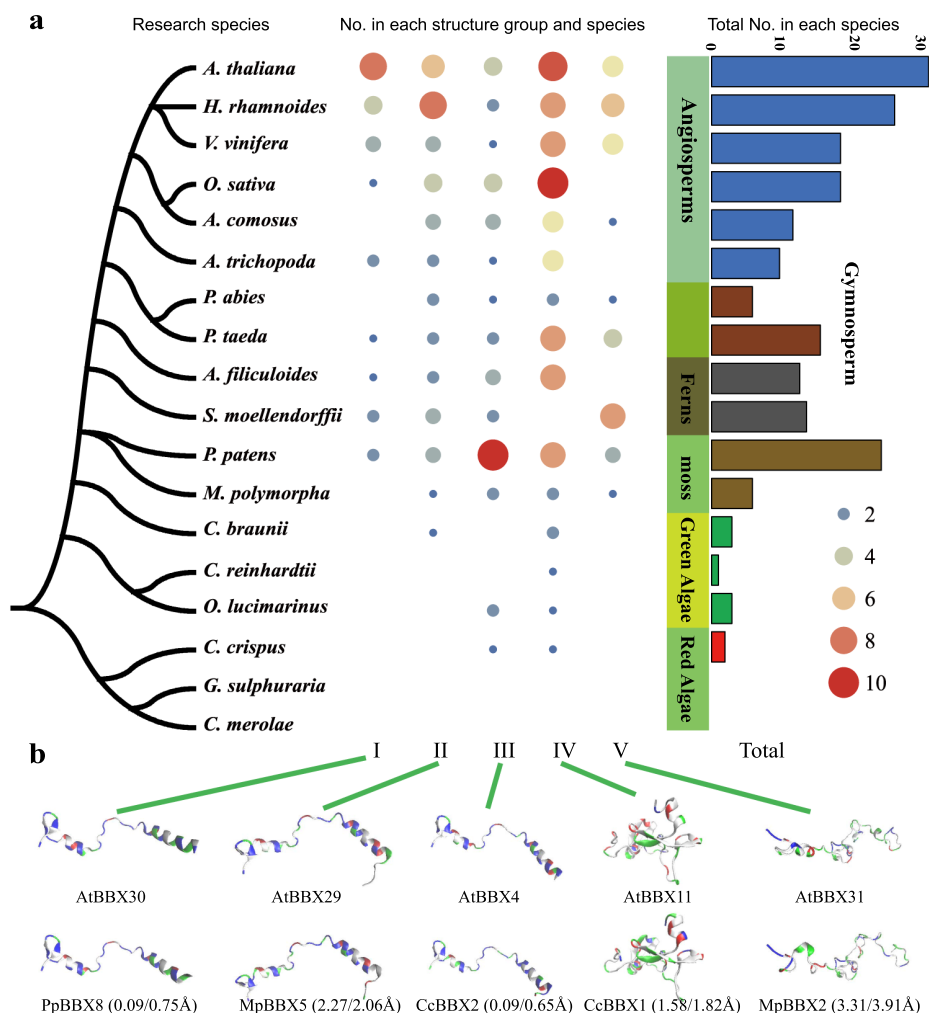 a
Research species
No. in each structure group and species
Total No. in each species
0
10
20
30
A. thaliana
H. rhamnoides
V. vinifera
O. sativa
A. comosus
A. trichopoda
P. abies
P. taeda
A. filiculoides
S. moellendorffii
P. patens
M. polymorpha
C. braunii
C. reinhardtii
O. lucimarinus
C. crispus
G. sulphuraria
C. merolae
Angiosperms
Gymnosperm
Ferns
moss
Green Algae
Red Algae
2
4
6
8
10
b
I II III IV V Total
AtBBX30 AtBBX29 AtBBX4 AtBBX11 AtBBX31
PpBBX8 (0.09/0.75Å) MpBBX5 (2.27/2.06Å) CcBBX2 (0.09/0.65Å) CcBBX1 (1.58/1.82Å) MpBBX2 (3.31/3.91Å)